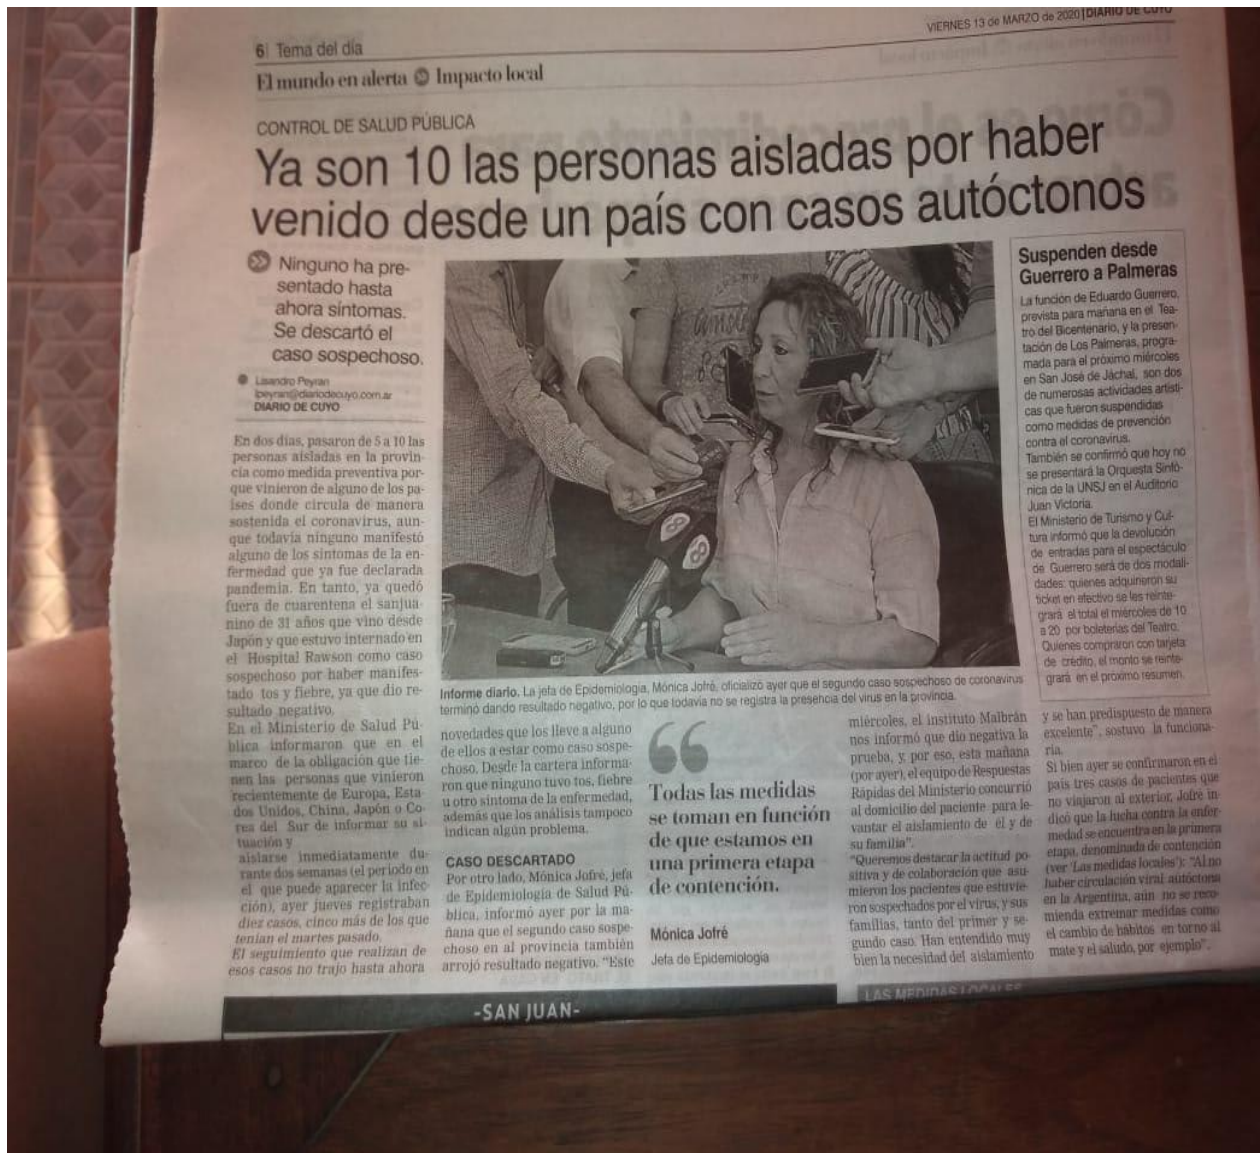 VIERNES 13 de MARZO de 2020 | DIARIO DE CUYO
6 | Tema del día
El mundo en alerta Impacto local
CONTROL DE SALUD PÚBLICA
Ya son 10 las personas aisladas por haber
venido desde un país con casos autóctonos
Ninguno ha pre-
sentado hasta
ahora síntomas.
Se descartó el
caso sospechoso.
Lisandro Peyran
lpeyran@diariodecuyo.com.ar
DIARIO DE CUYO
En dos días, pasaron de 5 a 10 las
personas aisladas en la provin-
cia como medida preventiva por-
que vinieron de alguno de los pa-
íses donde circula de manera
sostenida el coronavirus, aun-
que todavía ninguno manifestó
alguno de los síntomas de la en-
fermedad que ya fue declarada
pandemia. En tanto, ya quedó
fuera de cuarentena el sanjua-
nino de 31 años que vino desde
Japón y que estuvo internado en
el Hospital Rawson como caso
sospechoso por haber manifes-
tado tos y fiebre, ya que dio re-
sultado negativo.
En el Ministerio de Salud Pú-
blica informaron que en el
marco de la obligación que tie-
nen las personas que vinieron
recientemente de Europa, Esta-
dos Unidos, China, Japón o Co-
rea del Sur de informar su si-
tuación y
aislarse inmediatamente du-
rante dos semanas (el período en
el que puede aparecer la infec-
ción), ayer jueves registraban
diez casos, cinco más de los que
tenían el martes pasado.
El seguimiento que realizan de
esos casos no trajo hasta ahora
Informe diario. La jefa de Epidemiología, Mónica Jofré, oficializó ayer que el segundo caso sospechoso de coronavirus
terminó dando resultado negativo, por lo que todavía no se registra la presencia del virus en la provincia.
novedades que los lleve a alguno
de ellos a estar como caso sospe-
choso. Desde la cartera informa-
ron que ninguno tuvo tos, fiebre
u otro síntoma de la enfermedad,
además que los análisis tampoco
indican algún problema.
CASO DESCARTADO
Por otro lado, Mónica Jofré, jefa
de Epidemiología de Salud Pú-
blica, informó ayer por la ma-
ñana que el segundo caso sospe-
choso en al provincia también
arrojó resultado negativo. "Este
“
Todas las medidas
se toman en función
de que estamos en
una primera etapa
de contención.
Mónica Jofré
Jefa de Epidemiología
miércoles, el instituto Malbrán
nos informó que dio negativa la
prueba, y, por eso, esta mañana
(por ayer), el equipo de Respuestas
Rápidas del Ministerio concurrió
al domicilio del paciente para le-
vantar el aislamiento de él y de
su familia".
"Queremos destacar la actitud po-
sitiva y de colaboración que asu-
mieron los pacientes que estuvie-
ron sospechados por el virus, y sus
familias, tanto del primer y se-
gundo caso. Han entendido muy
bien la necesidad del aislamiento
y se han predispuesto de manera
excelente", sostuvo la funciona-
ria.
Si bien ayer se confirmaron en el
país tres casos de pacientes que
no viajaron al exterior, Jofré in-
dicó que la lucha contra la enfer-
medad se encuentra en la primera
etapa, denominada de contención
(ver 'Las medidas locales'): "Al no
haber circulación viral autóctona
en la Argentina, aún no se reco-
mienda extremar medidas como
el cambio de hábitos en torno al
mate y el saludo, por ejemplo".
Suspenden desde
Guerrero a Palmeras
La función de Eduardo Guerrero,
prevista para mañana en el Tea-
tro del Bicentenario, y la presen-
tación de Los Palmeras, progra-
mada para el próximo miércoles
en San José de Jáchal, son dos
de numerosas actividades artísti-
cas que fueron suspendidas
como medidas de prevención
contra el coronavirus.
También se confirmó que hoy no
se presentará la Orquesta Sinfó-
nica de la UNSJ en el Auditorio
Juan Victoria.
El Ministerio de Turismo y Cul-
tura informó que la devolución
de entradas para el espectáculo
de Guerrero será de dos modali-
dades: quienes adquirieron su
ticket en efectivo se les reinte-
grará el total el miércoles de 10
a 20 por boleterías del Teatro.
Quienes compraron con tarjeta
de crédito, el monto se reinte-
grará en el próximo resumen.
-SAN JUAN-
LAS MEDIDAS LOCALES